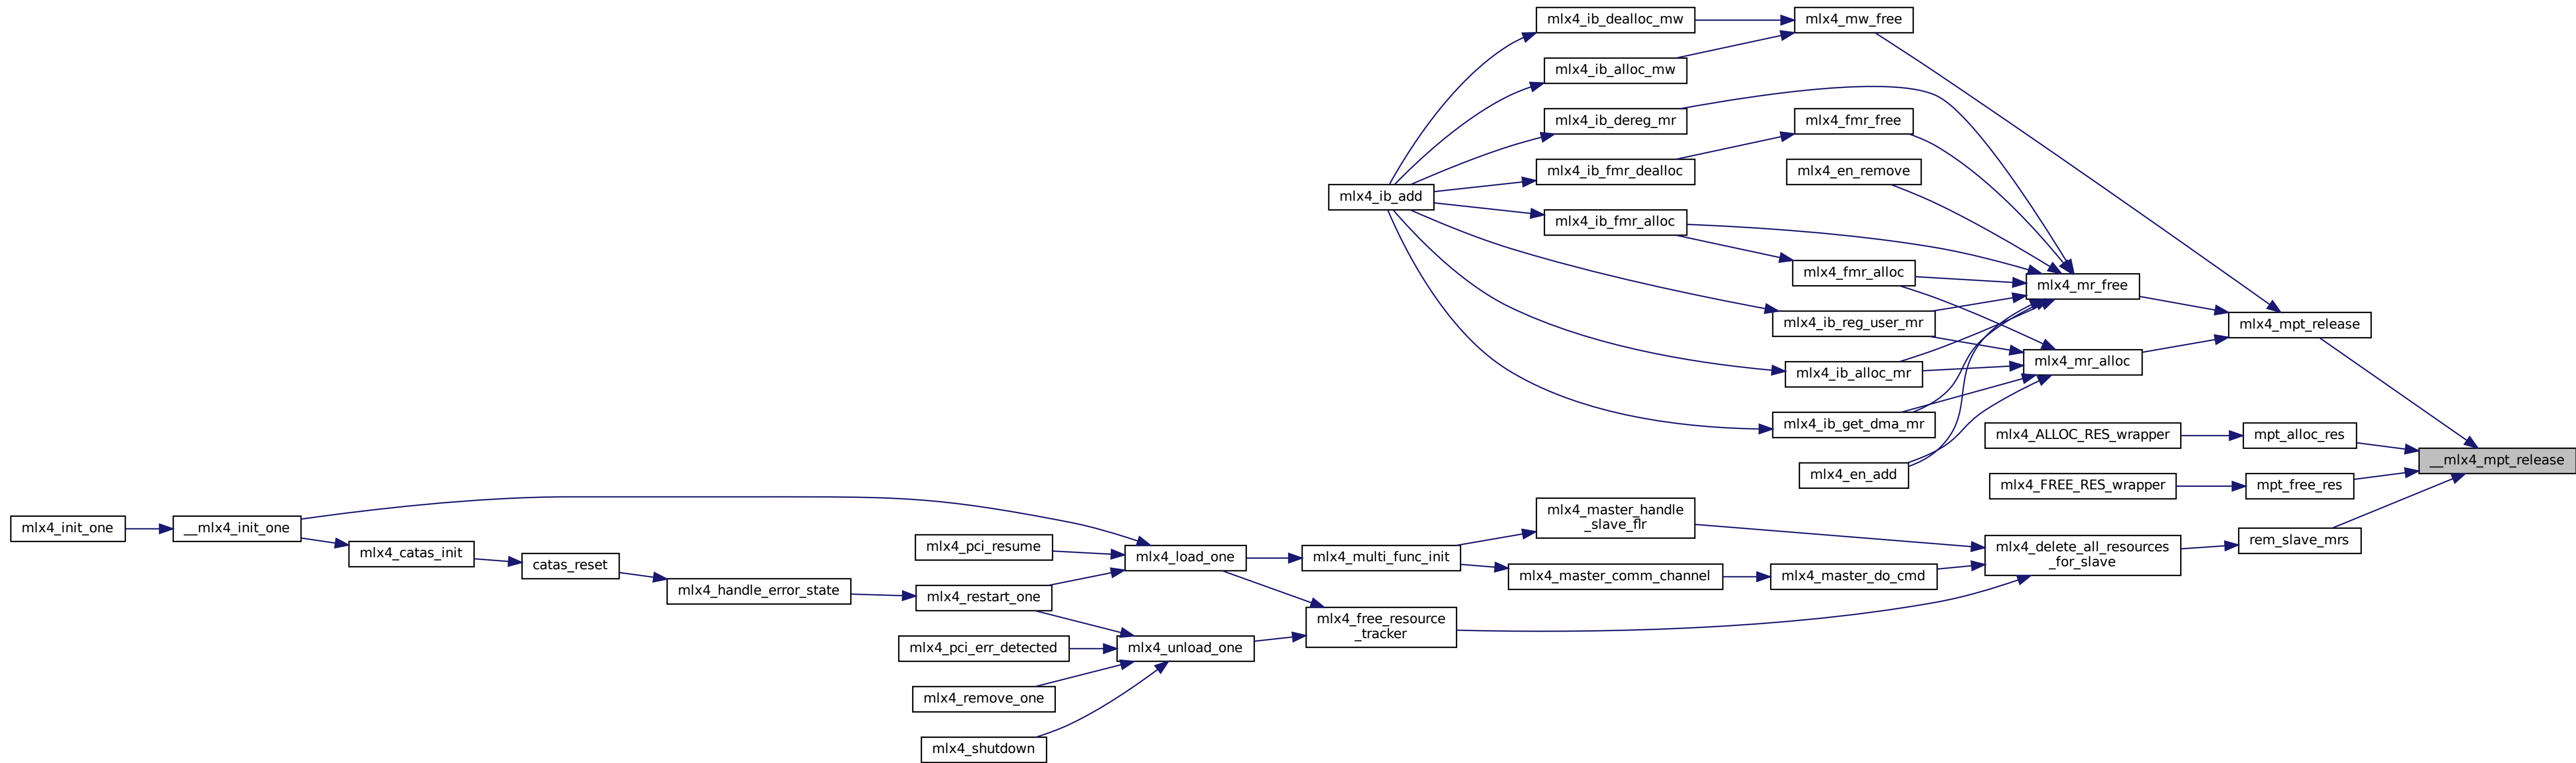 mlx4_ib_dealloc_mw
mlx4_mw_free
mlx4_ib_alloc_mw
mlx4_ib_dereg_mr
mlx4_fmr_free
mlx4_ib_fmr_dealloc
mlx4_en_remove
mlx4_ib_add
mlx4_ib_fmr_alloc
mlx4_fmr_alloc
mlx4_mr_free
mlx4_ib_reg_user_mr
mlx4_mpt_release
mlx4_mr_alloc
mlx4_ib_alloc_mr
mlx4_ib_get_dma_mr
mlx4_ALLOC_RES_wrapper
mpt_alloc_res
__mlx4_mpt_release
mlx4_en_add
mlx4_FREE_RES_wrapper
mpt_free_res
mlx4_master_handle
_slave_flr
mlx4_init_one
__mlx4_init_one
mlx4_catas_init
catas_reset
mlx4_handle_error_state
mlx4_pci_resume
mlx4_load_one
mlx4_multi_func_init
mlx4_delete_all_resources
_for_slave
rem_slave_mrs
mlx4_master_comm_channel
mlx4_master_do_cmd
mlx4_restart_one
mlx4_free_resource
_tracker
mlx4_pci_err_detected
mlx4_unload_one
mlx4_remove_one
mlx4_shutdown